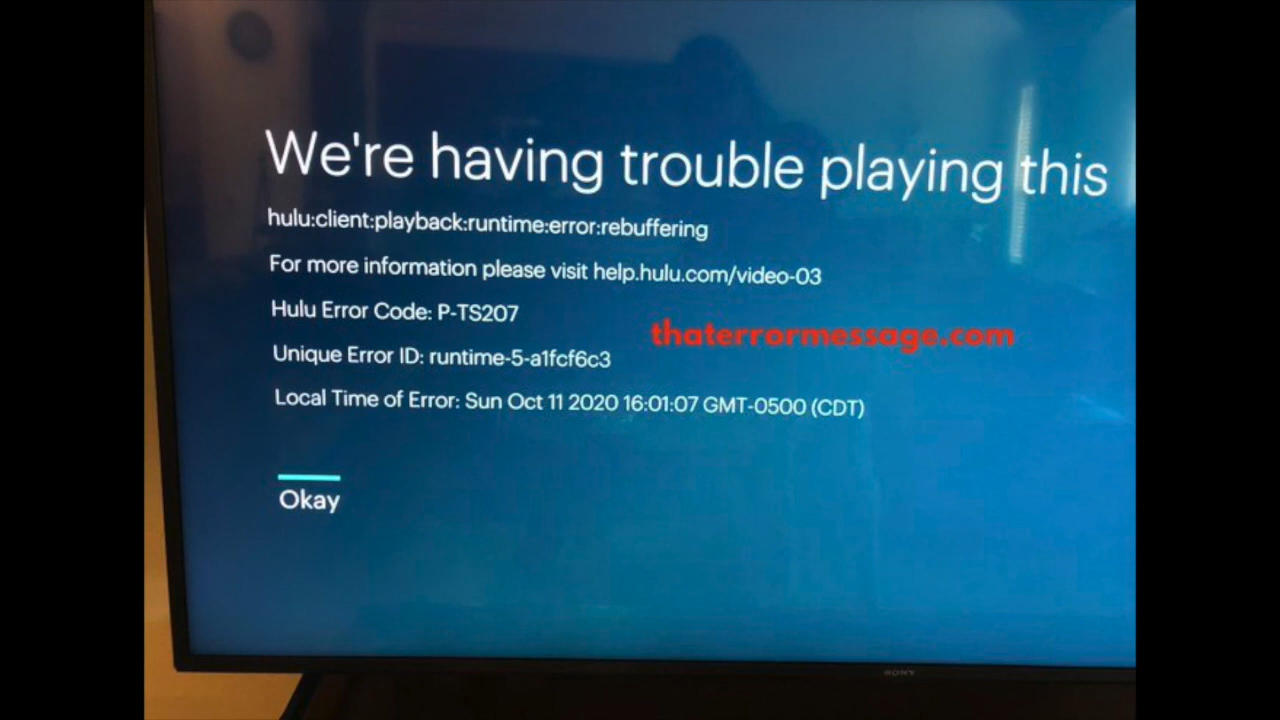 We're having trouble playing this
hulu:client:playback:runtime:error:rebuffering
For more information please visit help.hulu.com/video-03
Hulu Error Code: P-TS207
thaterrormessage.com
Unique Error ID: runtime-5-a1fcf6c3
Local Time of Error: Sun Oct 11 2020 16:01:07 GMT-0500 (CDT)
Okay
SONY